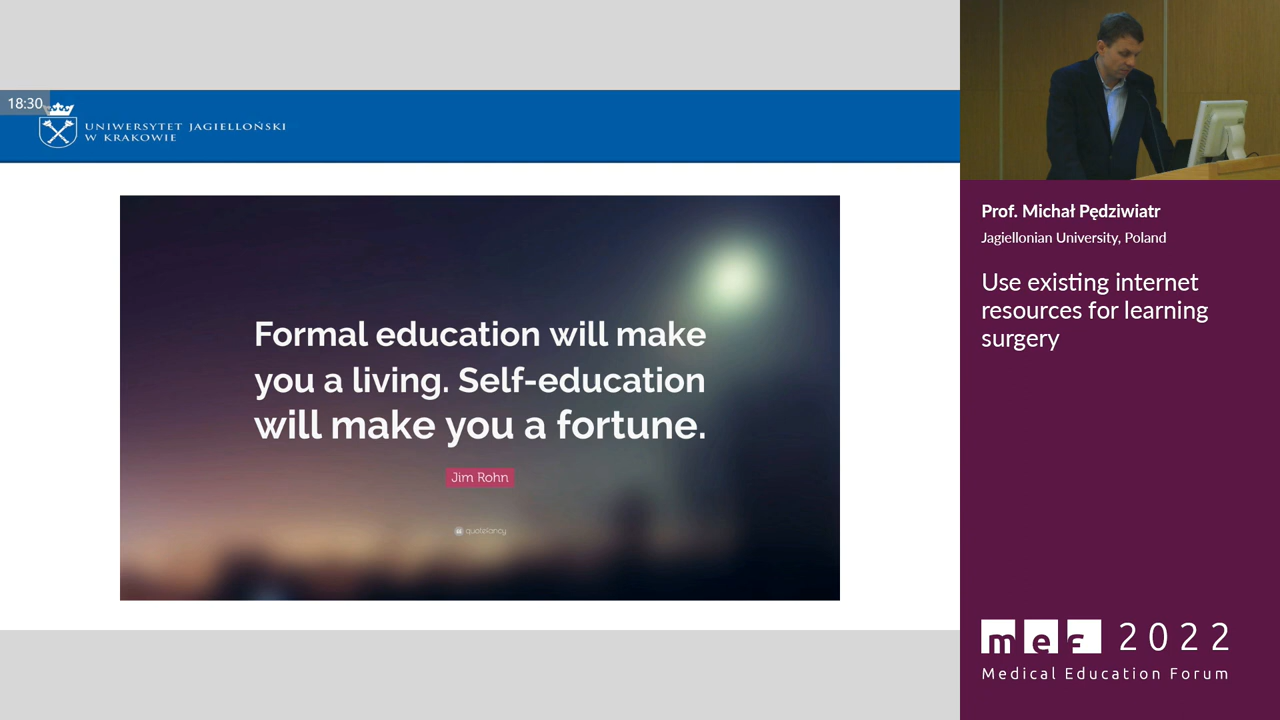 18:30
UNIWERSYTET JAGIELLOŃSKI
W KRAKOWIE
Formal education will make
you a living. Self-education
will make you a fortune.
Jim Rohn
quotefancy
Prof. Michał Pędziwiatr
Jagiellonian University, Poland
Use existing internet
resources for learning
surgery
mef 2022
Medical Education Forum